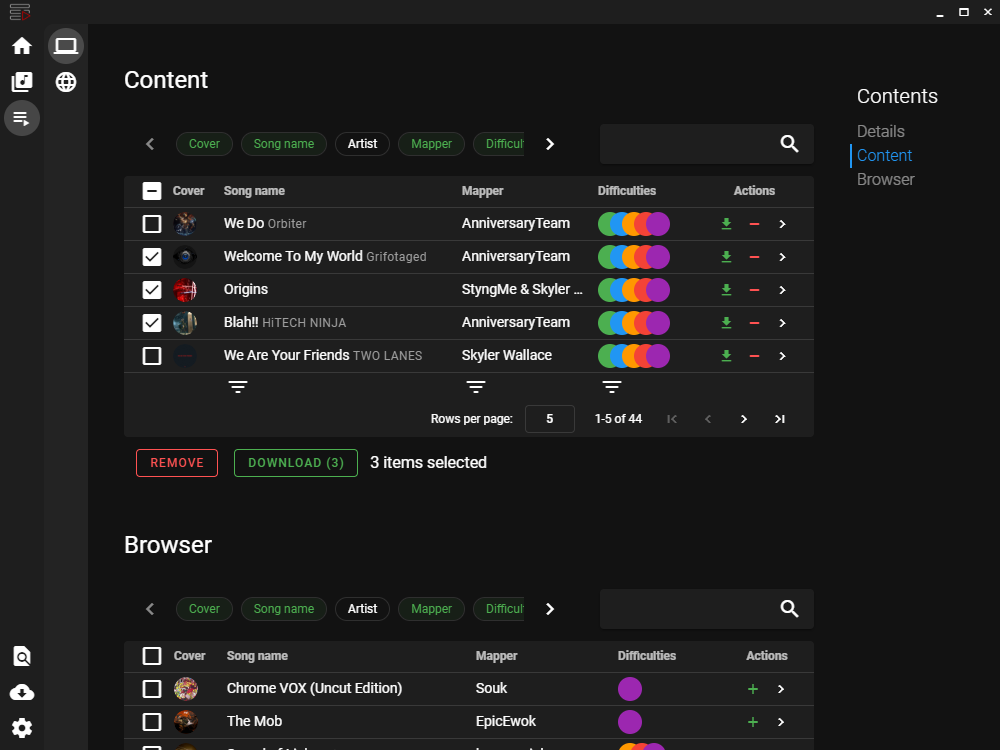 Content
Contents
Details
Content
Browser
Cover Song name Artist Mapper
Cover Song name Mapper Difficulties Actions
We Do Orbiter AnniversaryTeam
Welcome To My World Grifotaged AnniversaryTeam
Origins StyngMe & Skyler ...
Blah!! HiTECH NINJA AnniversaryTeam
We Are Your Friends TWO LANES Skyler Wallace
Rows per page: 5 1-5 of 44
REMOVE DOWNLOAD (3) 3 items selected
Browser
Cover Song name Artist Mapper
Cover Song name Mapper Difficulties Actions
Chrome VOX (Uncut Edition) Souk
The Mob EpicEwok